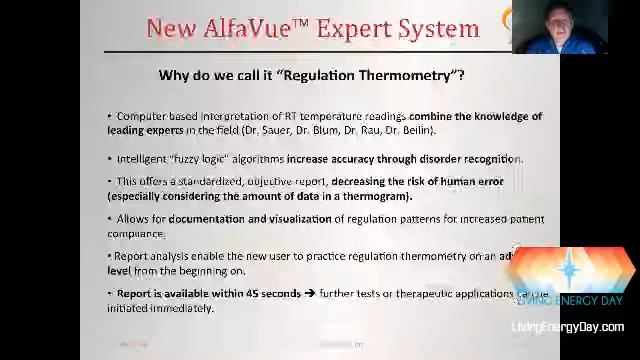 New AlfaVue™ Expert System
Why do we call it “Regulation Thermometry”?
• Computer based interpretation of RT temperature readings combine the knowledge of
leading experts in the field (Dr. Sauer, Dr. Blum, Dr. Rau, Dr. Beilin).
• Intelligent “fuzzy logic” algorithms increase accuracy through disorder recognition.
• This offers a standardized, objective report, decreasing the risk of human error
(especially considering the amount of data in a thermogram).
• Allows for documentation and visualization of regulation patterns for increased patient
compliance.
Report analysis enable the new user to practice regulation thermometry on an
level from the beginning on.
• Report is available within 45 seconds ➔ further tests or therapeutic applications can be
initiated immediately.
LIVING ENERGY DAY
LivingEnergyDay.com